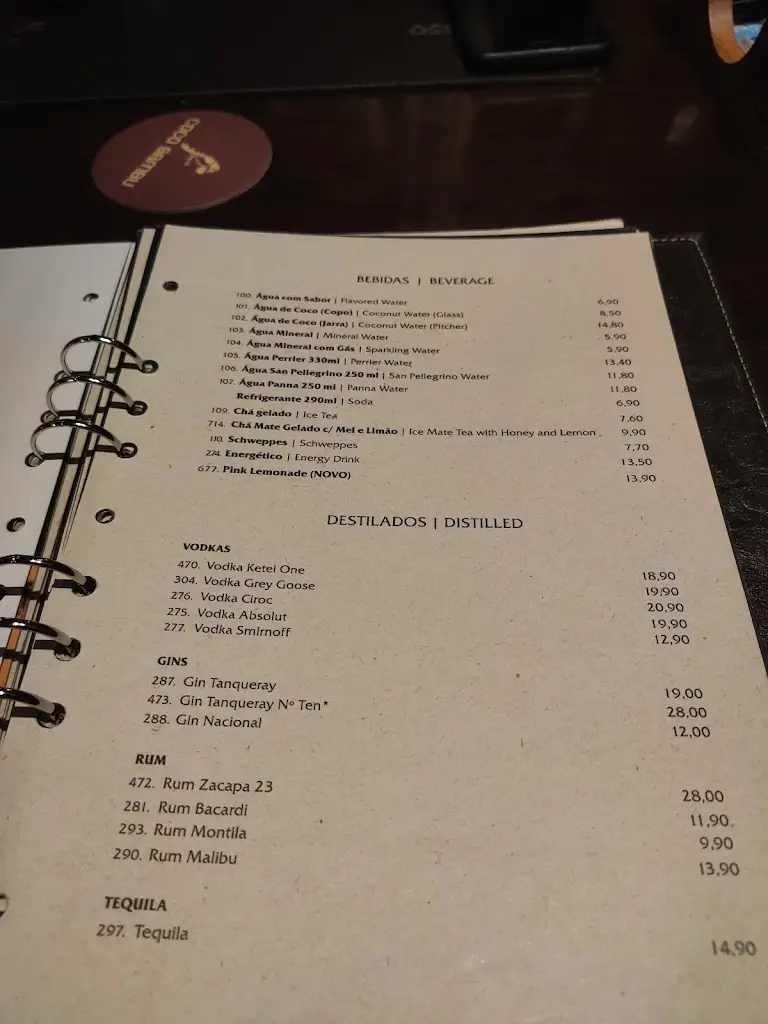 COCO BAMBU
BEBIDAS | BEVERAGE
100. Água com Sabor | Flavored Water 6,90
101. Água de Coco (Copo) | Coconut Water (Glass) 8,50
102. Água de Coco (Jarra) | Coconut Water (Pitcher) 14,80
103. Água Mineral | Mineral Water 5,90
104. Água Mineral com Gás | Sparkling Water 5,90
105. Água Perrier 330ml | Perrier Water 13,40
106. Água San Pellegrino 250 ml | San Pellegrino Water 11,80
107. Água Panna 250 ml | Panna Water 11,80
Refrigerante 290ml | Soda 6,90
109. Chá gelado | Ice Tea 7,60
714. Chá Mate Gelado c/ Mel e Limão | Ice Mate Tea with Honey and Lemon 9,90
110. Schweppes | Schweppes 7,70
274. Energético | Energy Drink 13,50
677. Pink Lemonade (NOVO) 13,90
DESTILADOS | DISTILLED
VODKAS
470. Vodka Ketel One 18,90
304. Vodka Grey Goose 19,90
276. Vodka Ciroc 20,90
275. Vodka Absolut 19,90
277. Vodka Smirnoff 12,90
GINS
287. Gin Tanqueray 19,00
473. Gin Tanqueray Nº Ten* 28,00
288. Gin Nacional 12,00
RUM
472. Rum Zacapa 23 28,00
281. Rum Bacardi 11,90
293. Rum Montila 9,90
290. Rum Malibu 13,90
TEQUILA
297. Tequila 14,90